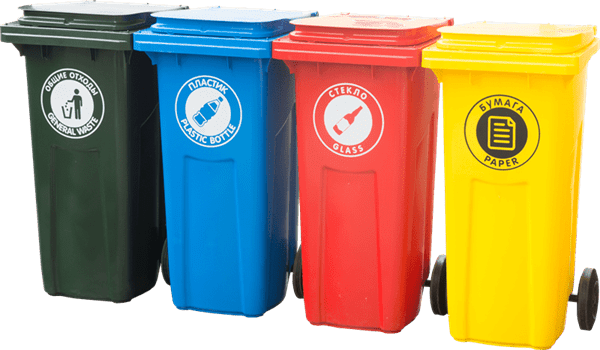 ОБЩИЕ ОТХОДЫ
GENERAL WASTE
ПЛАСТИК
PLASTIC BOTTLE
СТЕКЛО
GLASS
БУМАГА
PAPER